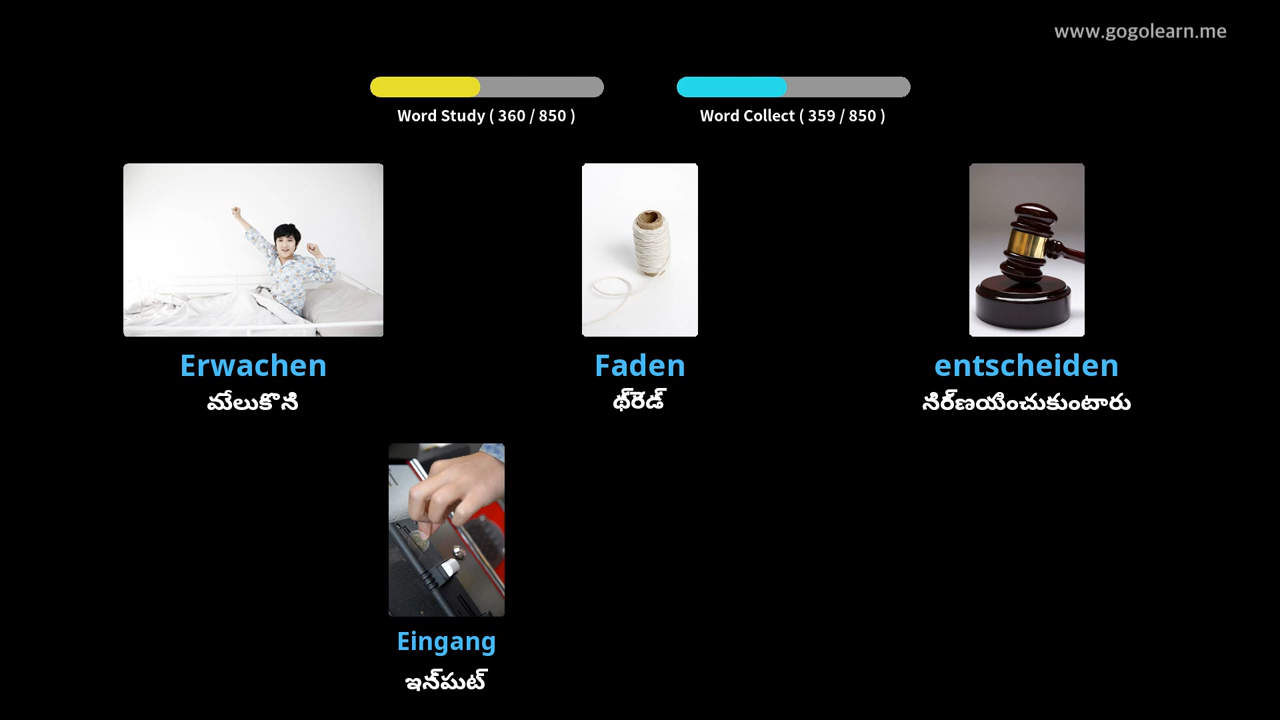 www.gogolearn.me
Word Study ( 360 / 850 )
Word Collect ( 359 / 850 )
Erwachen
Faden
entscheiden
మేలుకొని
థ్రెడ్
నిర్ణయించుకుంటారు
Eingang
ఇన్పుట్